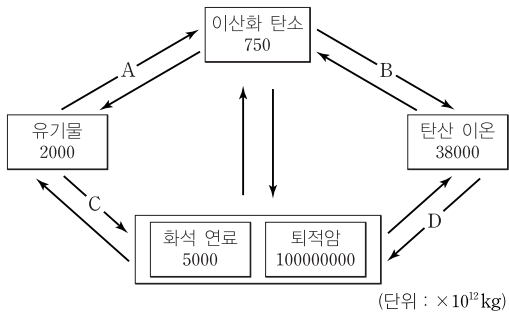 이산화 탄소
750
A
B
유기물
2000
탄산 이온
38000
C
D
화석 연료
5000
퇴적암
100000000
(단위 : ×10¹²kg)